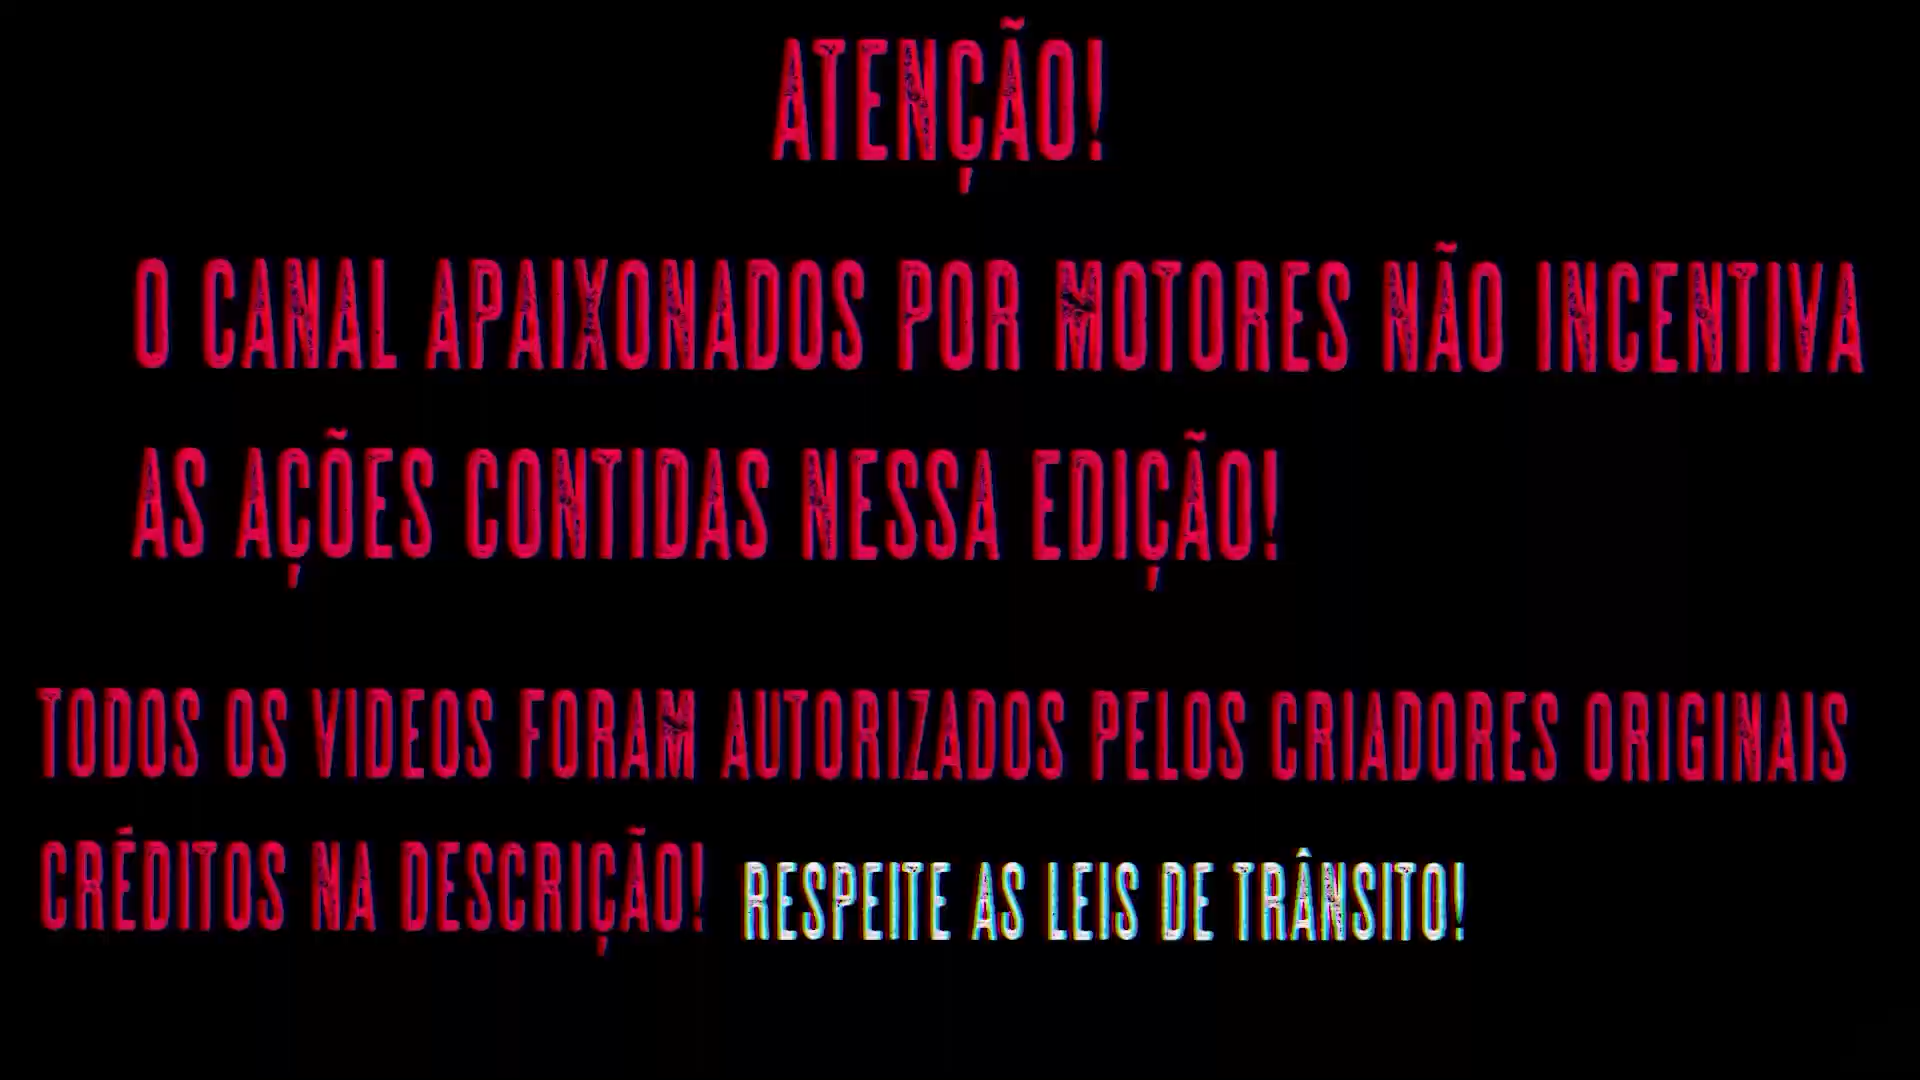 ATENÇÃO!
O CANAL APAIXONADOS POR MOTORES NÃO INCENTIVA
AS AÇÕES CONTIDAS NESSA EDIÇÃO!
TODOS OS VIDEOS FORAM AUTORIZADOS PELOS CRIADORES ORIGINAIS
CRÉDITOS NA DESCRIÇÃO! RESPEITE AS LEIS DE TRÂNSITO!